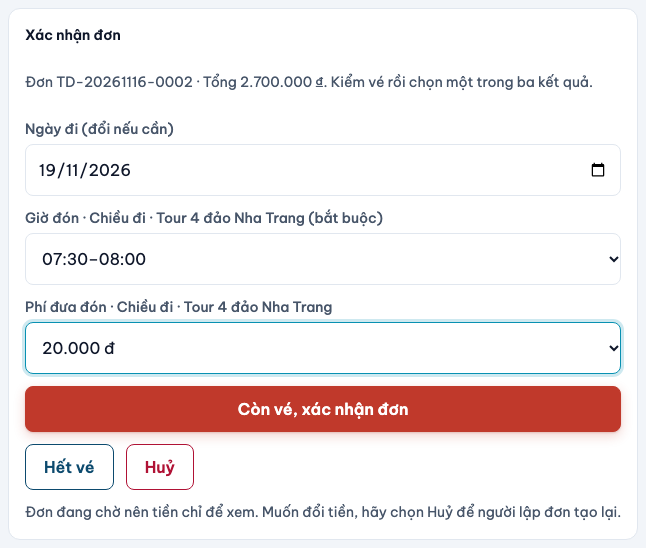 Xác nhận đơn
Đơn TD-20261116-0002 · Tổng 2.700.000 ₫. Kiểm vé rồi chọn một trong ba kết quả.
Ngày đi (đổi nếu cần)
19/11/2026
Giờ đón · Chiều đi · Tour 4 đảo Nha Trang (bắt buộc)
07:30–08:00
Phí đưa đón · Chiều đi · Tour 4 đảo Nha Trang
20.000 đ
Còn vé, xác nhận đơn
Hết vé
Huỷ
Đơn đang chờ nên tiền chỉ để xem. Muốn đổi tiền, hãy chọn Huỷ để người lập đơn tạo lại.